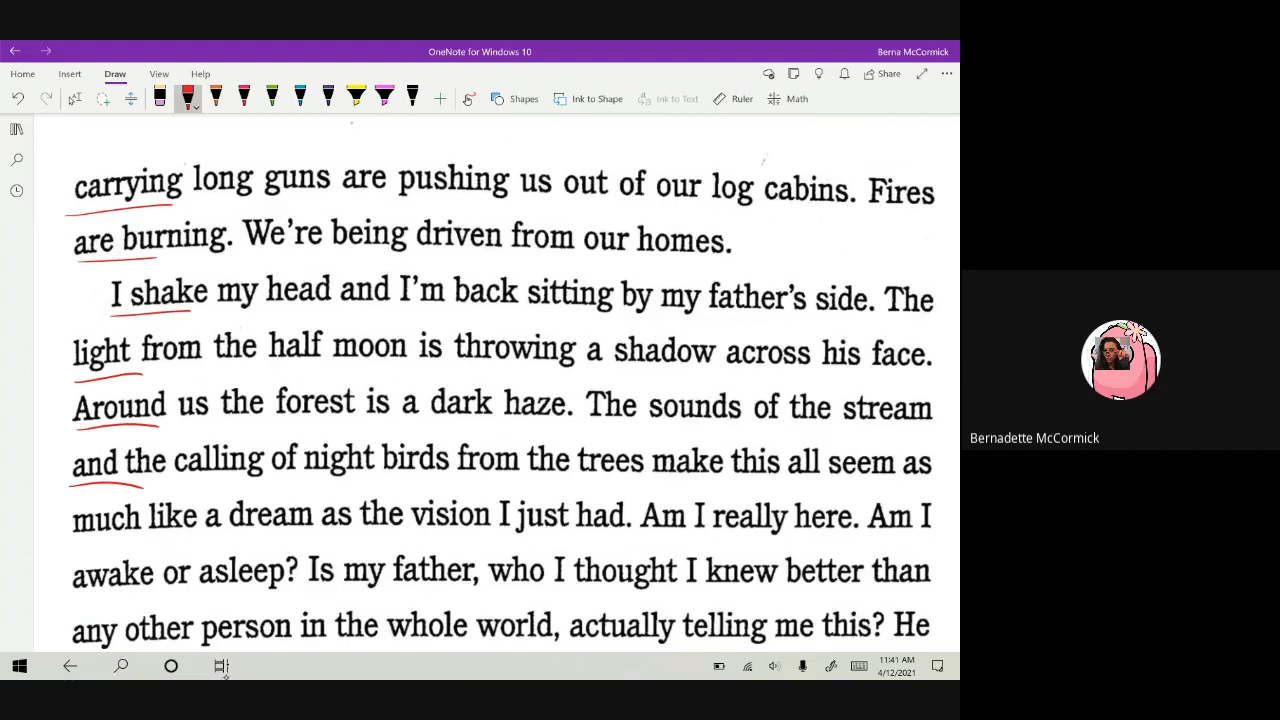 OneNote for Windows 10
Berna McCormick
Home Insert Draw View Help
Share
Shapes Ink to Shape Ink to Text Ruler Math
carrying long guns are pushing us out of our log cabins. Fires
are burning. We're being driven from our homes.
I shake my head and I'm back sitting by my father's side. The
light from the half moon is throwing a shadow across his face.
Around us the forest is a dark haze. The sounds of the stream
and the calling of night birds from the trees make this all seem as
much like a dream as the vision I just had. Am I really here. Am I
awake or asleep? Is my father, who I thought I knew better than
any other person in the whole world, actually telling me this? He
Bernadette McCormick
11:41 AM
4/12/2021